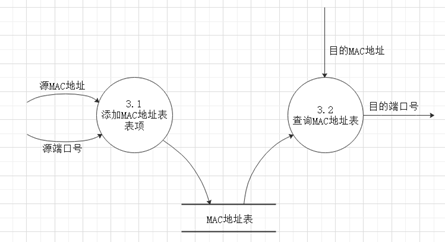 目的MAC地址
源MAC地址
3.1
添加MAC地址表
表项
3.2
查询MAC地址表
目的端口号
源端口号
MAC地址表